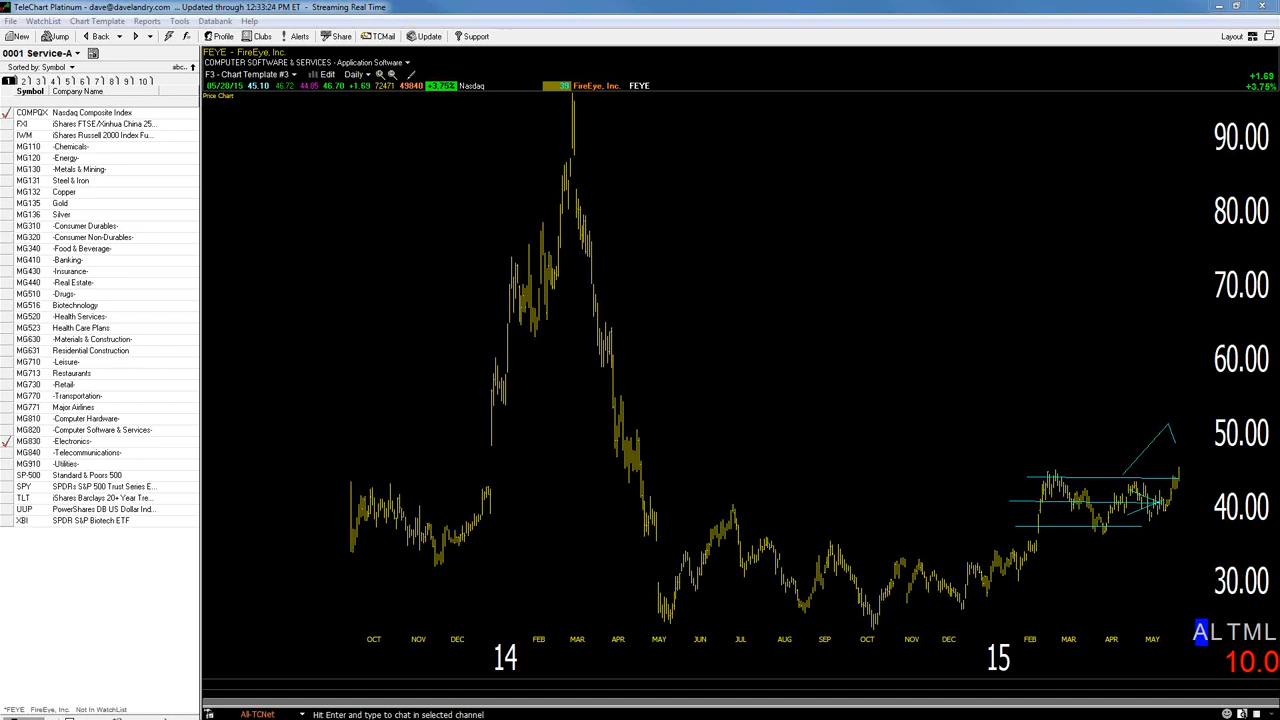 TeleChart Platinum - dave@davelandry.com ... Updated through 12:33:24 PM ET - Streaming Real Time
File WatchList Chart Template Reports Tools Databank Help
New Jump Back Profile Clubs Alerts Share TCMail Update Support Layout
0001 Service-A
Sorted by: Symbol abc..
1 2 3 4 5 6 7 8 9 10
Symbol Company Name
COMPQX Nasdaq Composite Index
FXI iShares FTSE/Xinhua China 25...
IWM iShares Russell 2000 Index Fu...
MG110 -Chemicals-
MG120 -Energy-
MG130 -Metals & Mining-
MG131 Steel & Iron
MG132 Copper
MG135 Gold
MG136 Silver
MG310 -Consumer Durables-
MG320 -Consumer Non-Durables-
MG340 -Food & Beverage-
MG410 -Banking-
MG430 -Insurance-
MG440 -Real Estate-
MG510 -Drugs-
MG516 Biotechnology
MG520 -Health Services-
MG523 Health Care Plans
MG630 -Materials & Construction-
MG631 Residential Construction
MG710 -Leisure-
MG713 Restaurants
MG730 -Retail-
MG770 -Transportation-
MG771 Major Airlines
MG810 -Computer Hardware-
MG820 -Computer Software & Services-
MG830 -Electronics-
MG840 -Telecommunications-
MG910 -Utilities-
SP-500 Standard & Poors 500
SPY SPDRs S&P 500 Trust Series E...
TLT iShares Barclays 20+ Year Tre...
UUP PowerShares DB US Dollar Ind...
XBI SPDR S&P Biotech ETF
*FEYE FireEye, Inc. Not In WatchList
FEYE - FireEye, Inc.
COMPUTER SOFTWARE & SERVICES - Application Software
F3 - Chart Template #3 Edit Daily
05/28/15 45.10 46.72 44.85 46.70 +1.69 72471 49840 +3.75% Nasdaq 39 FireEye, Inc. FEYE
+1.69
+3.75%
Price Chart
90.00
80.00
70.00
60.00
50.00
40.00
30.00
OCT NOV DEC FEB MAR APR MAY JUN JUL AUG SEP OCT NOV DEC FEB MAR APR MAY
14 15
ALTML
10.0
All-TCNet Hit Enter and type to chat in selected channel